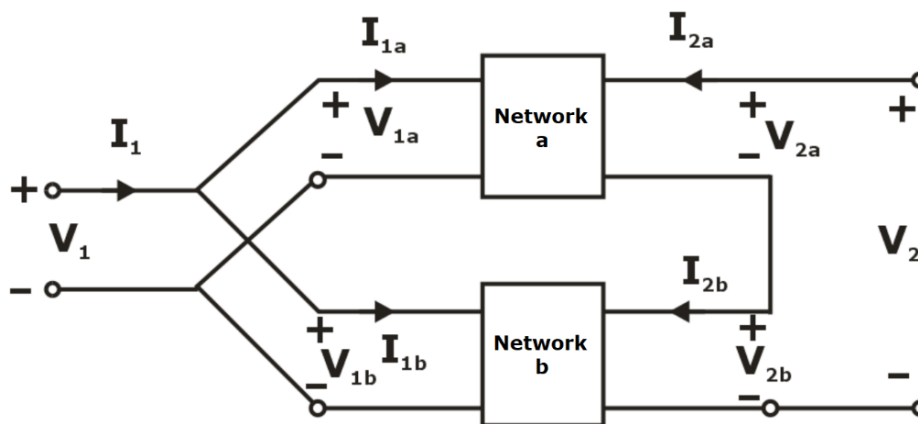 I1a
I2a
+
+
+
Network
a
V1a
V2a
I1
-
-
+
V1
V2
-
I2b
+
+
I1b
Network
b
V1b
V2b
-
-
-